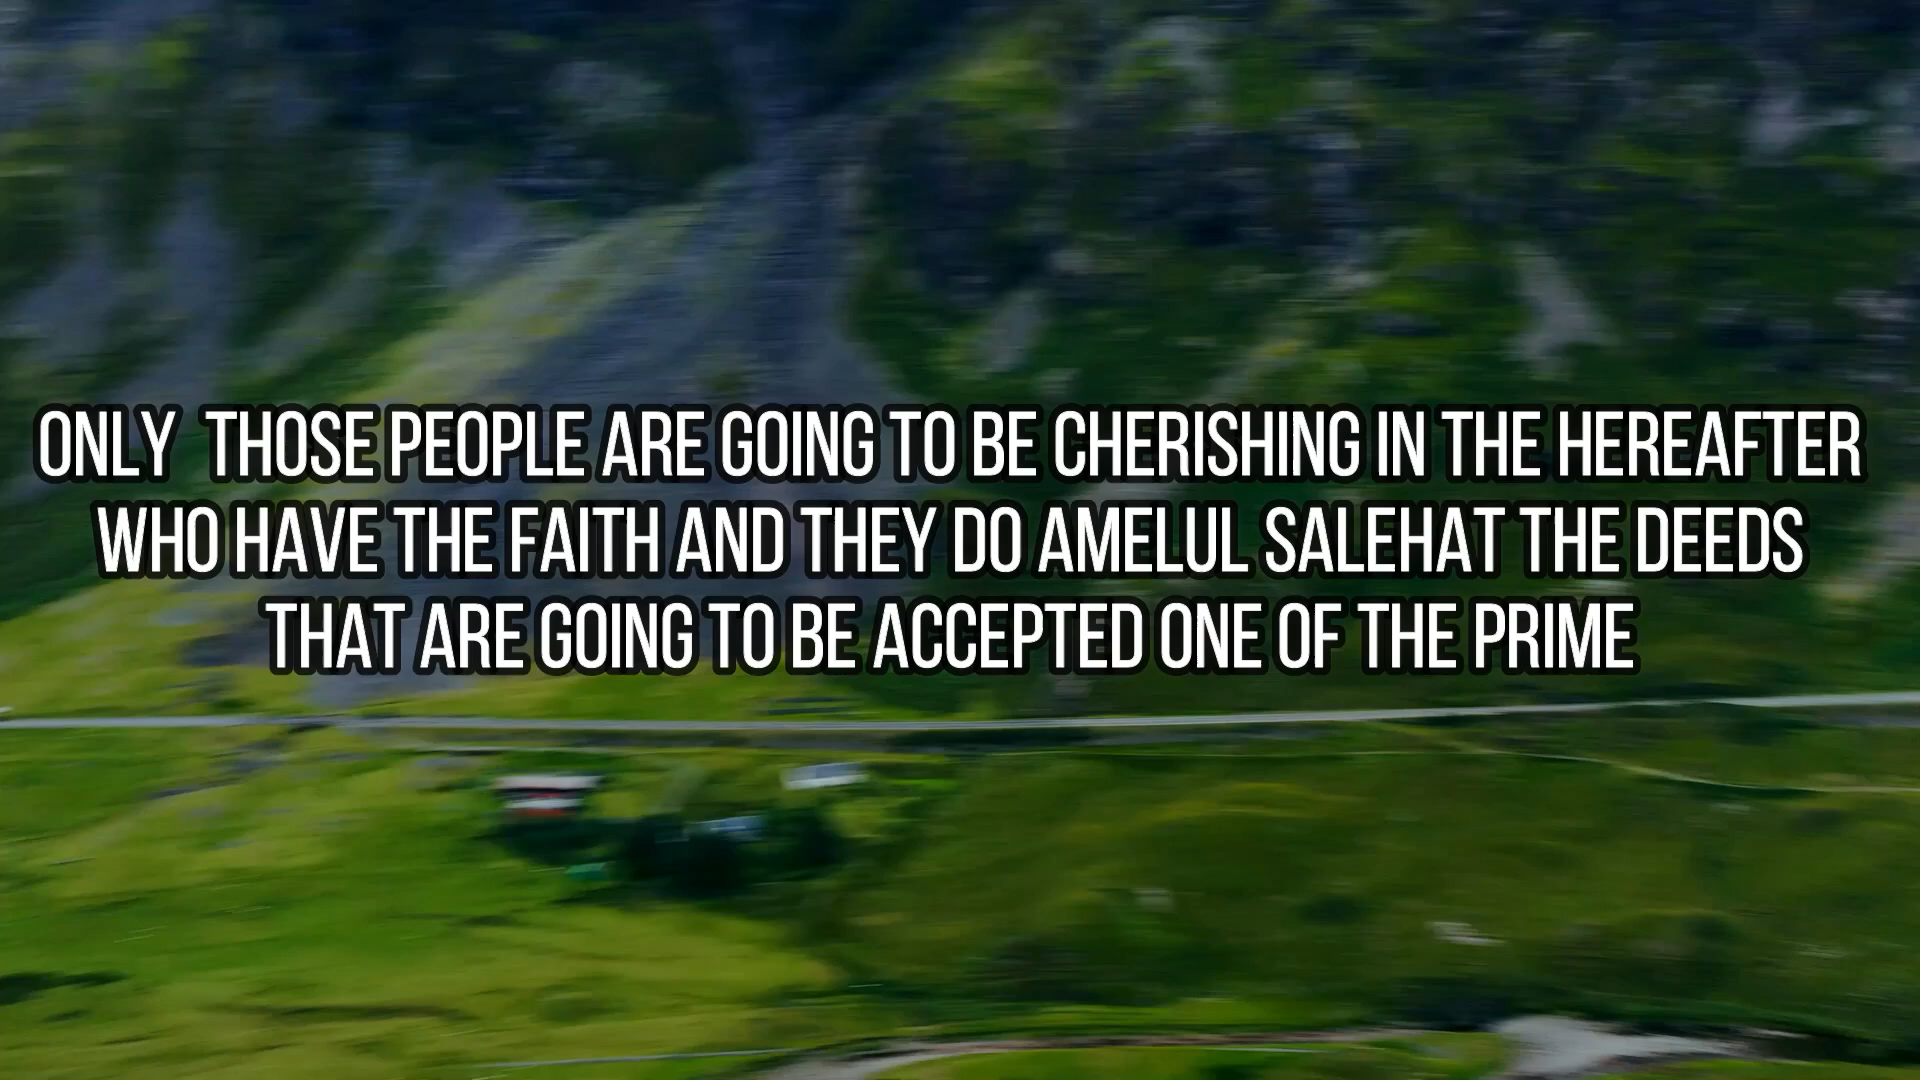 ONLY THOSE PEOPLE ARE GOING TO BE CHERISHING IN THE HEREAFTER
WHO HAVE THE FAITH AND THEY DO AMELUL SALEHAT THE DEEDS
THAT ARE GOING TO BE ACCEPTED ONE OF THE PRIME